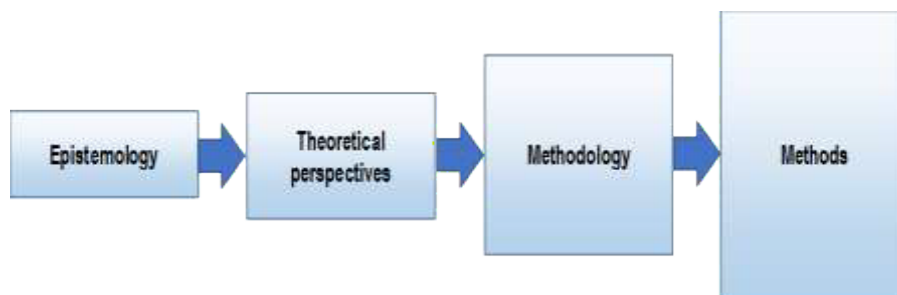 Epistemology
Theoretical
perspectives
Methodology
Methods